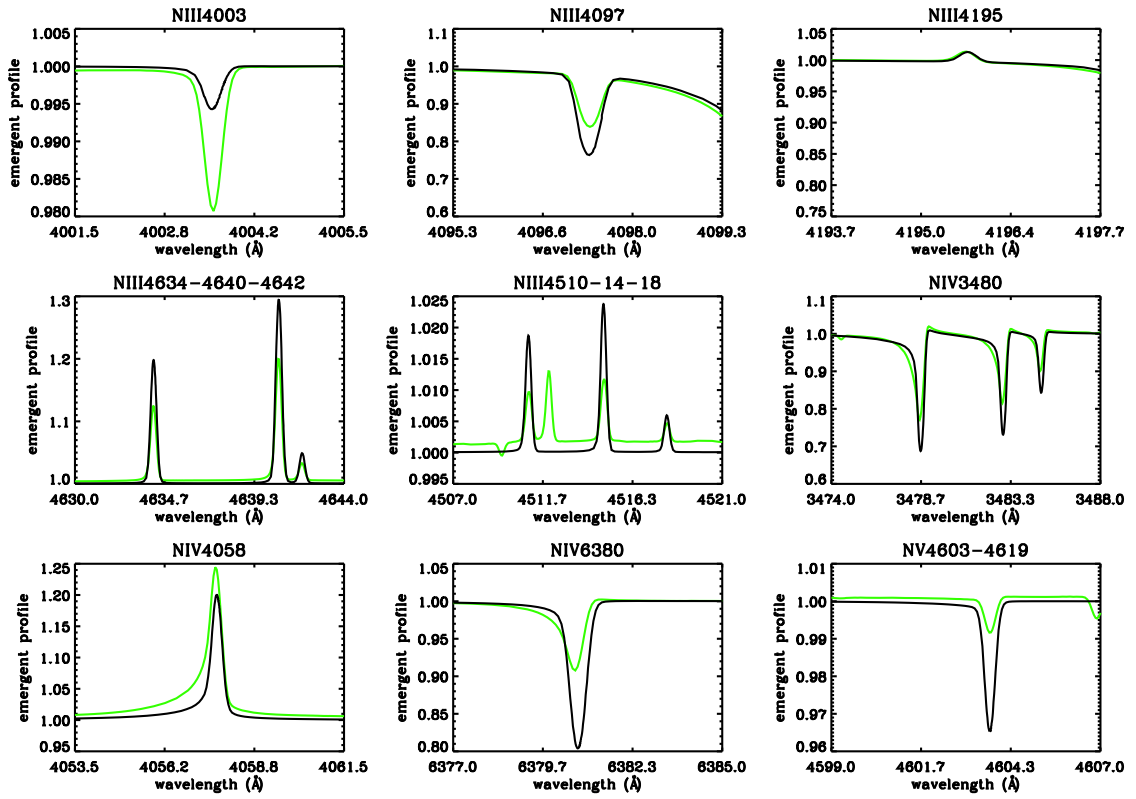 NIII4003
NIII4097
NIII4195
emergent profile
1.005
1.000
0.995
0.990
0.985
0.980
4001.5 4002.8 4004.2 4005.5
wavelength (Å)
emergent profile
1.1
1.0
0.9
0.8
0.7
0.6
4095.3 4096.6 4098.0 4099.3
wavelength (Å)
emergent profile
1.05
1.00
0.95
0.90
0.85
0.80
0.75
4193.7 4195.0 4196.4 4197.7
wavelength (Å)
NIII4634-4640-4642
NIII4510-14-18
NIV3480
emergent profile
1.3
1.2
1.1
1.0
4630.0 4634.7 4639.3 4644.0
wavelength (Å)
emergent profile
1.025
1.020
1.015
1.010
1.005
1.000
0.995
4507.0 4511.7 4516.3 4521.0
wavelength (Å)
emergent profile
1.1
1.0
0.9
0.8
0.7
0.6
3474.0 3478.7 3483.3 3488.0
wavelength (Å)
NIV4058
NIV6380
NV4603-4619
emergent profile
1.25
1.20
1.15
1.10
1.05
1.00
0.95
4053.5 4056.2 4058.8 4061.5
wavelength (Å)
emergent profile
1.05
1.00
0.95
0.90
0.85
0.80
6377.0 6379.7 6382.3 6385.0
wavelength (Å)
emergent profile
1.01
1.00
0.99
0.98
0.97
0.96
4599.0 4601.7 4604.3 4607.0
wavelength (Å)